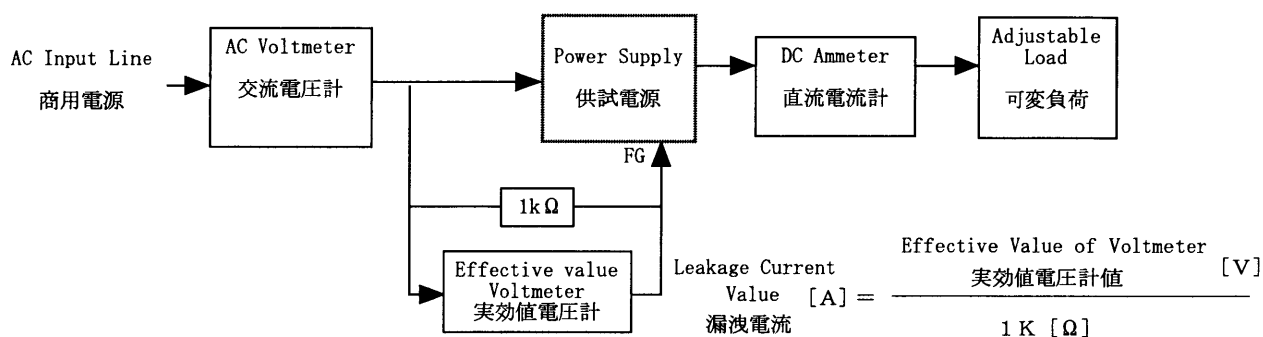 AC Input Line
商用電源
AC Voltmeter
交流電圧計
Power Supply
供試電源
DC Ammeter
直流電流計
Adjustable
Load
可変負荷
FG
1kΩ
Effective value
Voltmeter
実効値電圧計
Leakage Current
Value [A] =
漏洩電流
Effective Value of Voltmeter
実効値電圧計値 [V]
1K [Ω]